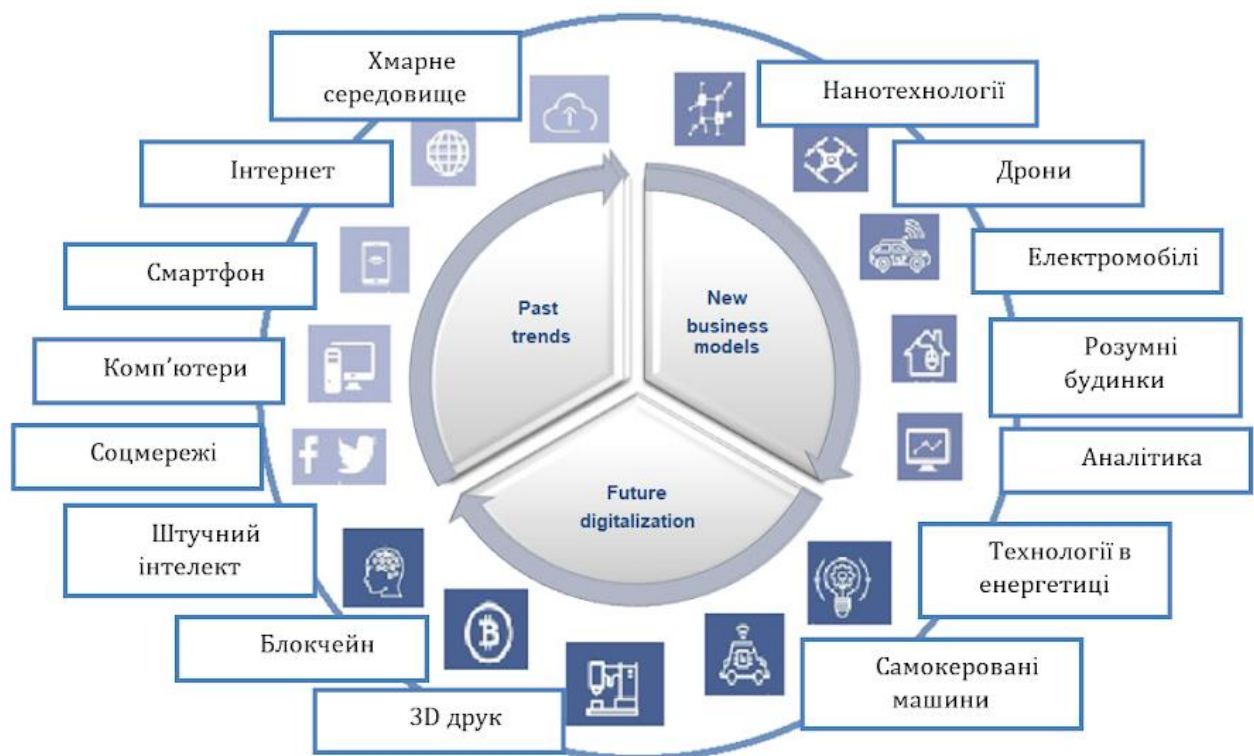 Хмарне
середовище
Нанотехнології
Інтернет
Дрони
Смартфон
Електромобілі
Past
trends
New
business
models
Комп′ютери
Розумні
будинки
Соцмережі
Аналітика
Future
digitalization
Штучний
інтелект
Технології в
енергетиці
Блокчейн
Самокеровані
машини
3D друк